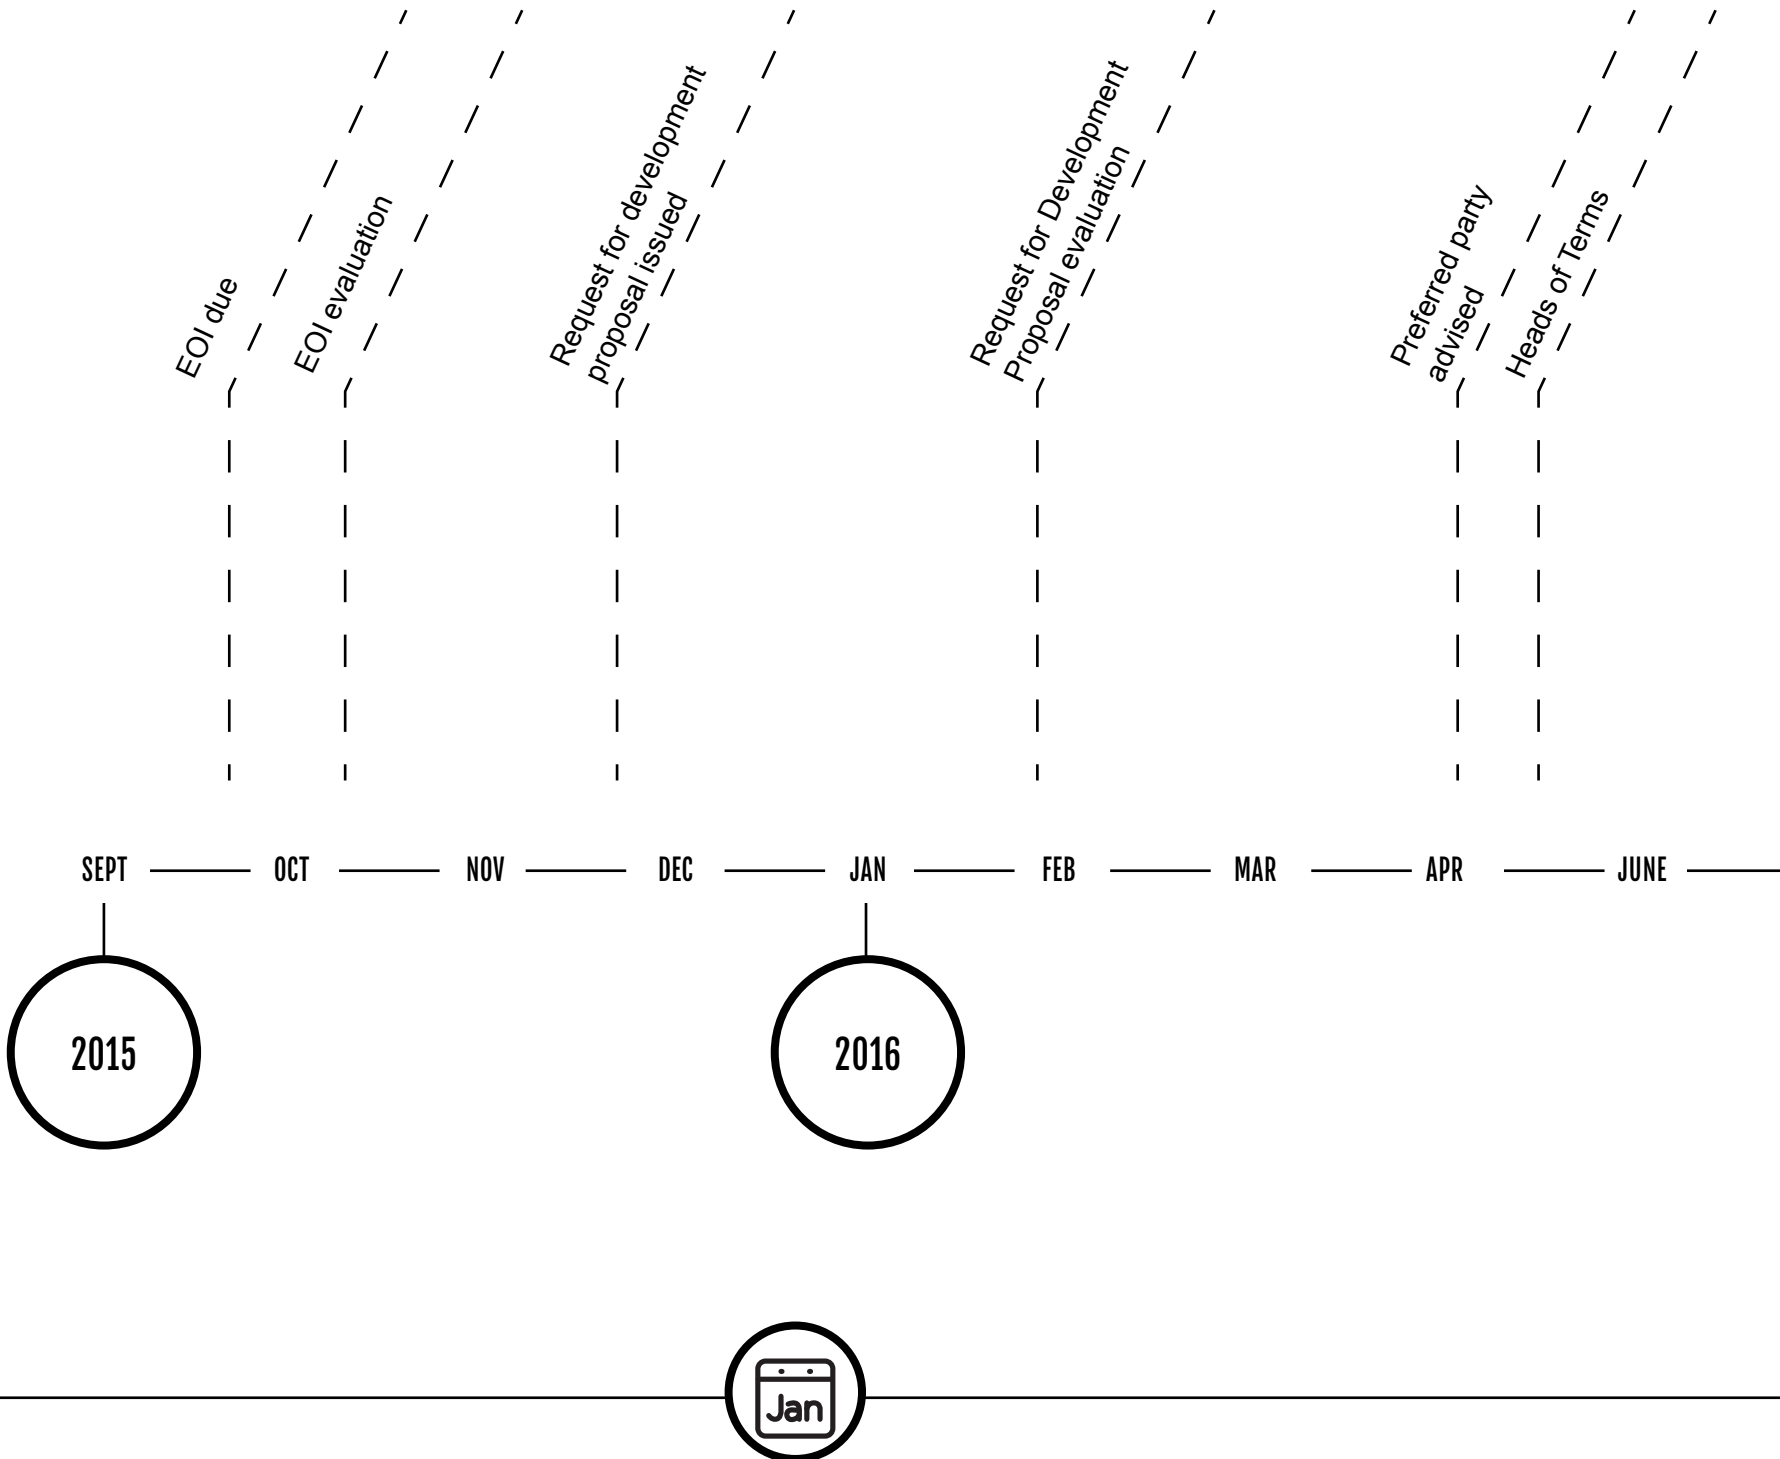 EOI due
EOI evaluation
Request for development
proposal issued
Request for Development
Proposal evaluation
Preferred party
advised
Heads of Terms
SEPT OCT NOV DEC JAN FEB MAR APR JUNE
2015 2016
Jan